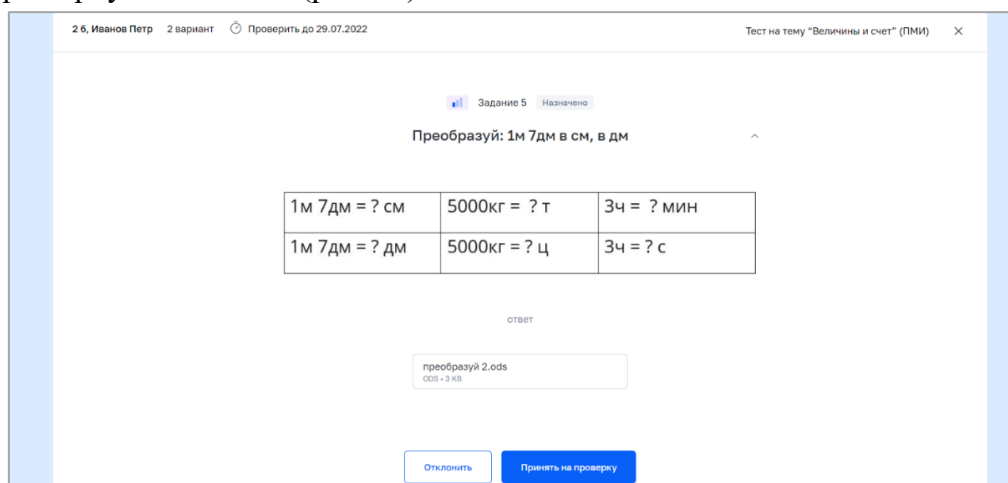 2 б, Иванов Петр 2 вариант Проверить до 29.07.2022 Тест на тему "Величины и счет" (ПМИ)
Задание 5 Назначено
Преобразуй: 1м 7дм в см, в дм
1м 7дм = ? см 5000кг = ? т 3ч = ? мин
1м 7дм = ? дм 5000кг = ? ц 3ч = ? с
ответ
преобразуй 2.ods
ODS • 3 KB
Отклонить Принять на проверку